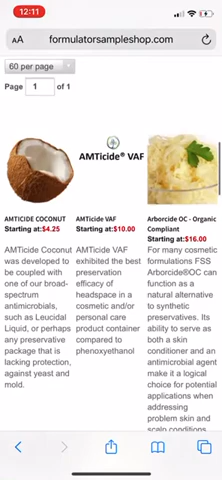 12:11
AA formulatorsampleshop.com
60 per page
Page 1 of 1
AMTicide® VAF
AMTICIDE COCONUT
Starting at:$4.25
AMTicide Coconut
was developed to
be coupled with
one of our broad-
spectrum
antimicrobials,
such as Leucidal
Liquid, or perhaps
any preservative
package that is
lacking protection,
against yeast and
mold.
AMTicide VAF
Starting at:$10.00
AMTicide VAF
exhibited the best
preservation
efficacy of
headspace in a
cosmetic and/or
personal care
product container
compared to
phenoxyethanol
Arborcide OC - Organic
Compliant
Starting at:$16.00
For many cosmetic
formulations FSS
Arborcide®OC can
function as a
natural alternative
to synthetic
preservatives. Its
ability to serve as
both a skin
conditioner and an
antimicrobial agent
make it a logical
choice for potential
applications when
addressing
problem skin and
scalp conditions